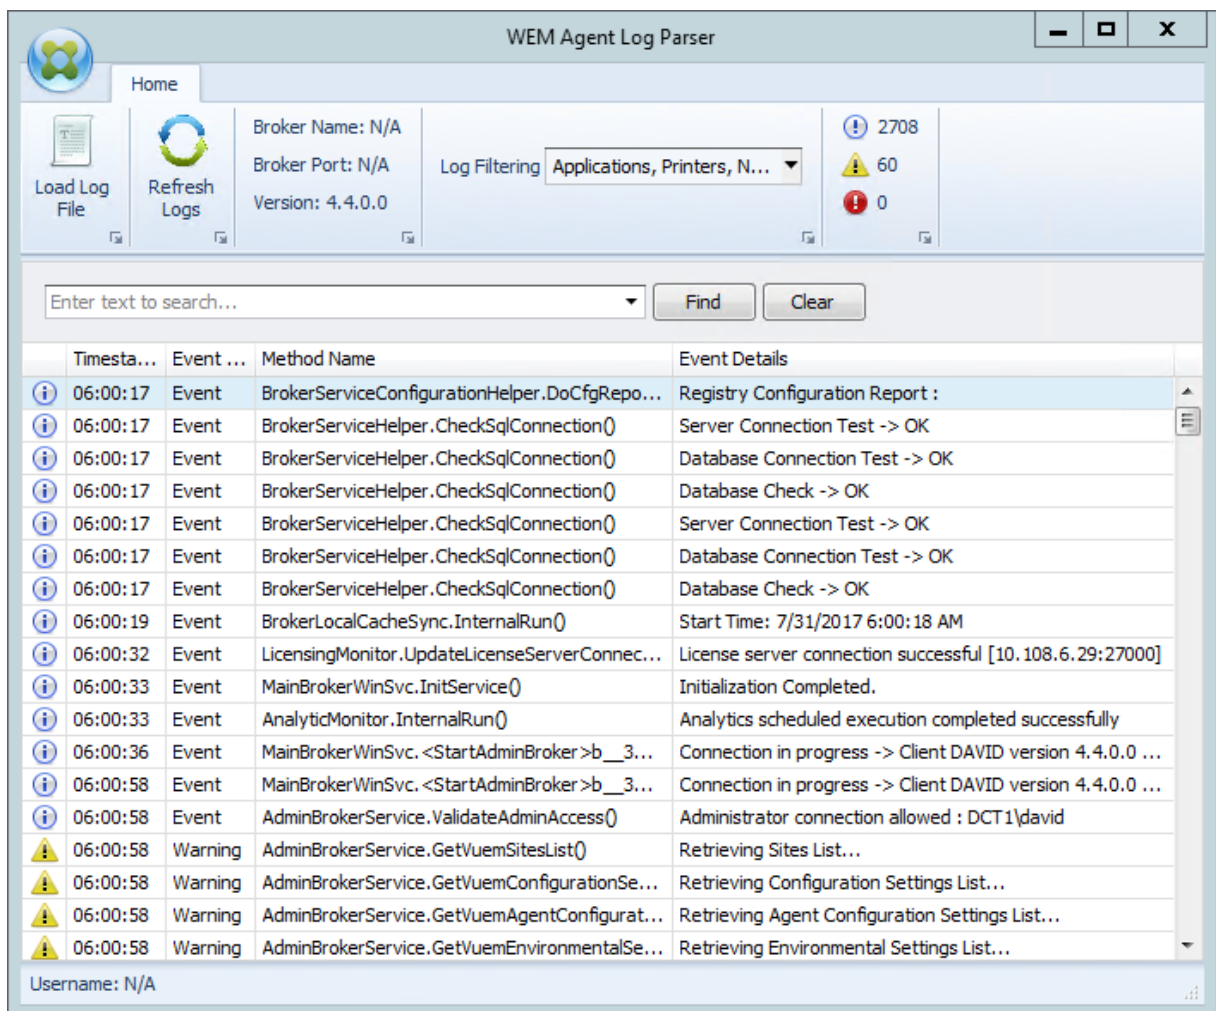 WEM Agent Log Parser
Home
Load Log File
Refresh Logs
Broker Name: N/A
Broker Port: N/A
Version: 4.4.0.0
Log Filtering Applications, Printers, N...
2708
60
0
Enter text to search...
Find Clear
Timesta... Event ... Method Name Event Details
06:00:17 Event BrokerServiceConfigurationHelper.DoCfgRepo... Registry Configuration Report :
06:00:17 Event BrokerServiceHelper.CheckSqlConnection() Server Connection Test -> OK
06:00:17 Event BrokerServiceHelper.CheckSqlConnection() Database Connection Test -> OK
06:00:17 Event BrokerServiceHelper.CheckSqlConnection() Database Check -> OK
06:00:17 Event BrokerServiceHelper.CheckSqlConnection() Server Connection Test -> OK
06:00:17 Event BrokerServiceHelper.CheckSqlConnection() Database Connection Test -> OK
06:00:17 Event BrokerServiceHelper.CheckSqlConnection() Database Check -> OK
06:00:19 Event BrokerLocalCacheSync.InternalRun() Start Time: 7/31/2017 6:00:18 AM
06:00:32 Event LicensingMonitor.UpdateLicenseServerConnec... License server connection successful [10.108.6.29:27000]
06:00:33 Event MainBrokerWinSvc.InitService() Initialization Completed.
06:00:33 Event AnalyticMonitor.InternalRun() Analytics scheduled execution completed successfully
06:00:36 Event MainBrokerWinSvc.<StartAdminBroker>b__3... Connection in progress -> Client DAVID version 4.4.0.0 ...
06:00:58 Event MainBrokerWinSvc.<StartAdminBroker>b__3... Connection in progress -> Client DAVID version 4.4.0.0 ...
06:00:58 Event AdminBrokerService.ValidateAdminAccess() Administrator connection allowed : DCT1\david
06:00:58 Warning AdminBrokerService.GetVuemSitesList() Retrieving Sites List...
06:00:58 Warning AdminBrokerService.GetVuemConfigurationSe... Retrieving Configuration Settings List...
06:00:58 Warning AdminBrokerService.GetVuemAgentConfigurat... Retrieving Agent Configuration Settings List...
06:00:58 Warning AdminBrokerService.GetVuemEnvironmentalSe... Retrieving Environmental Settings List...
Username: N/A